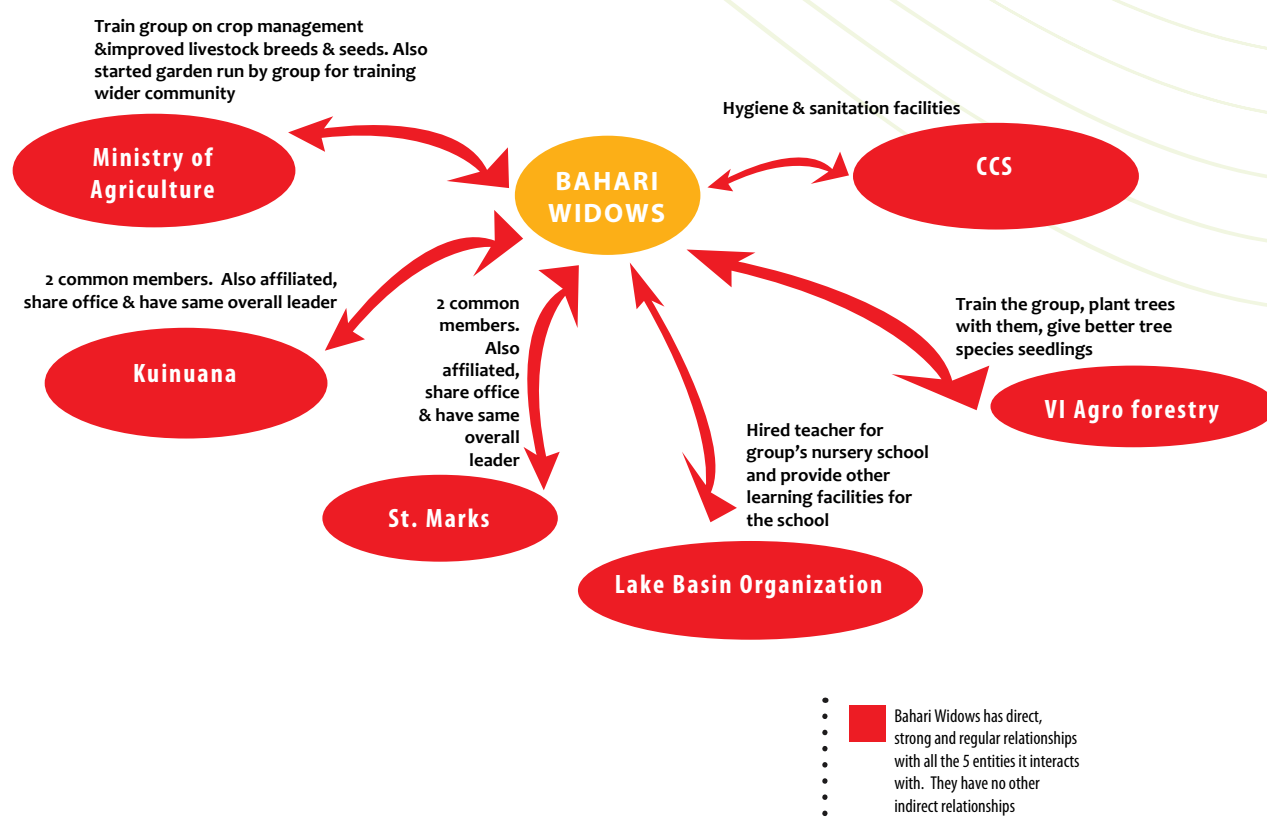 Train group on crop management
&improved livestock breeds & seeds. Also
started garden run by group for training
wider community
Hygiene & sanitation facilities
Ministry of
Agriculture
BAHARI
WIDOWS
CCS
2 common members. Also affiliated,
share office & have same overall leader
Kuinuana
2 common
members.
Also
affiliated,
share office
& have same
overall
leader
St. Marks
Train the group, plant trees
with them, give better tree
species seedlings
VI Agro forestry
Hired teacher for
group's nursery school
and provide other
learning facilities for
the school
Lake Basin Organization
Bahari Widows has direct,
strong and regular relationships
with all the 5 entities it interacts
with. They have no other
indirect relationships